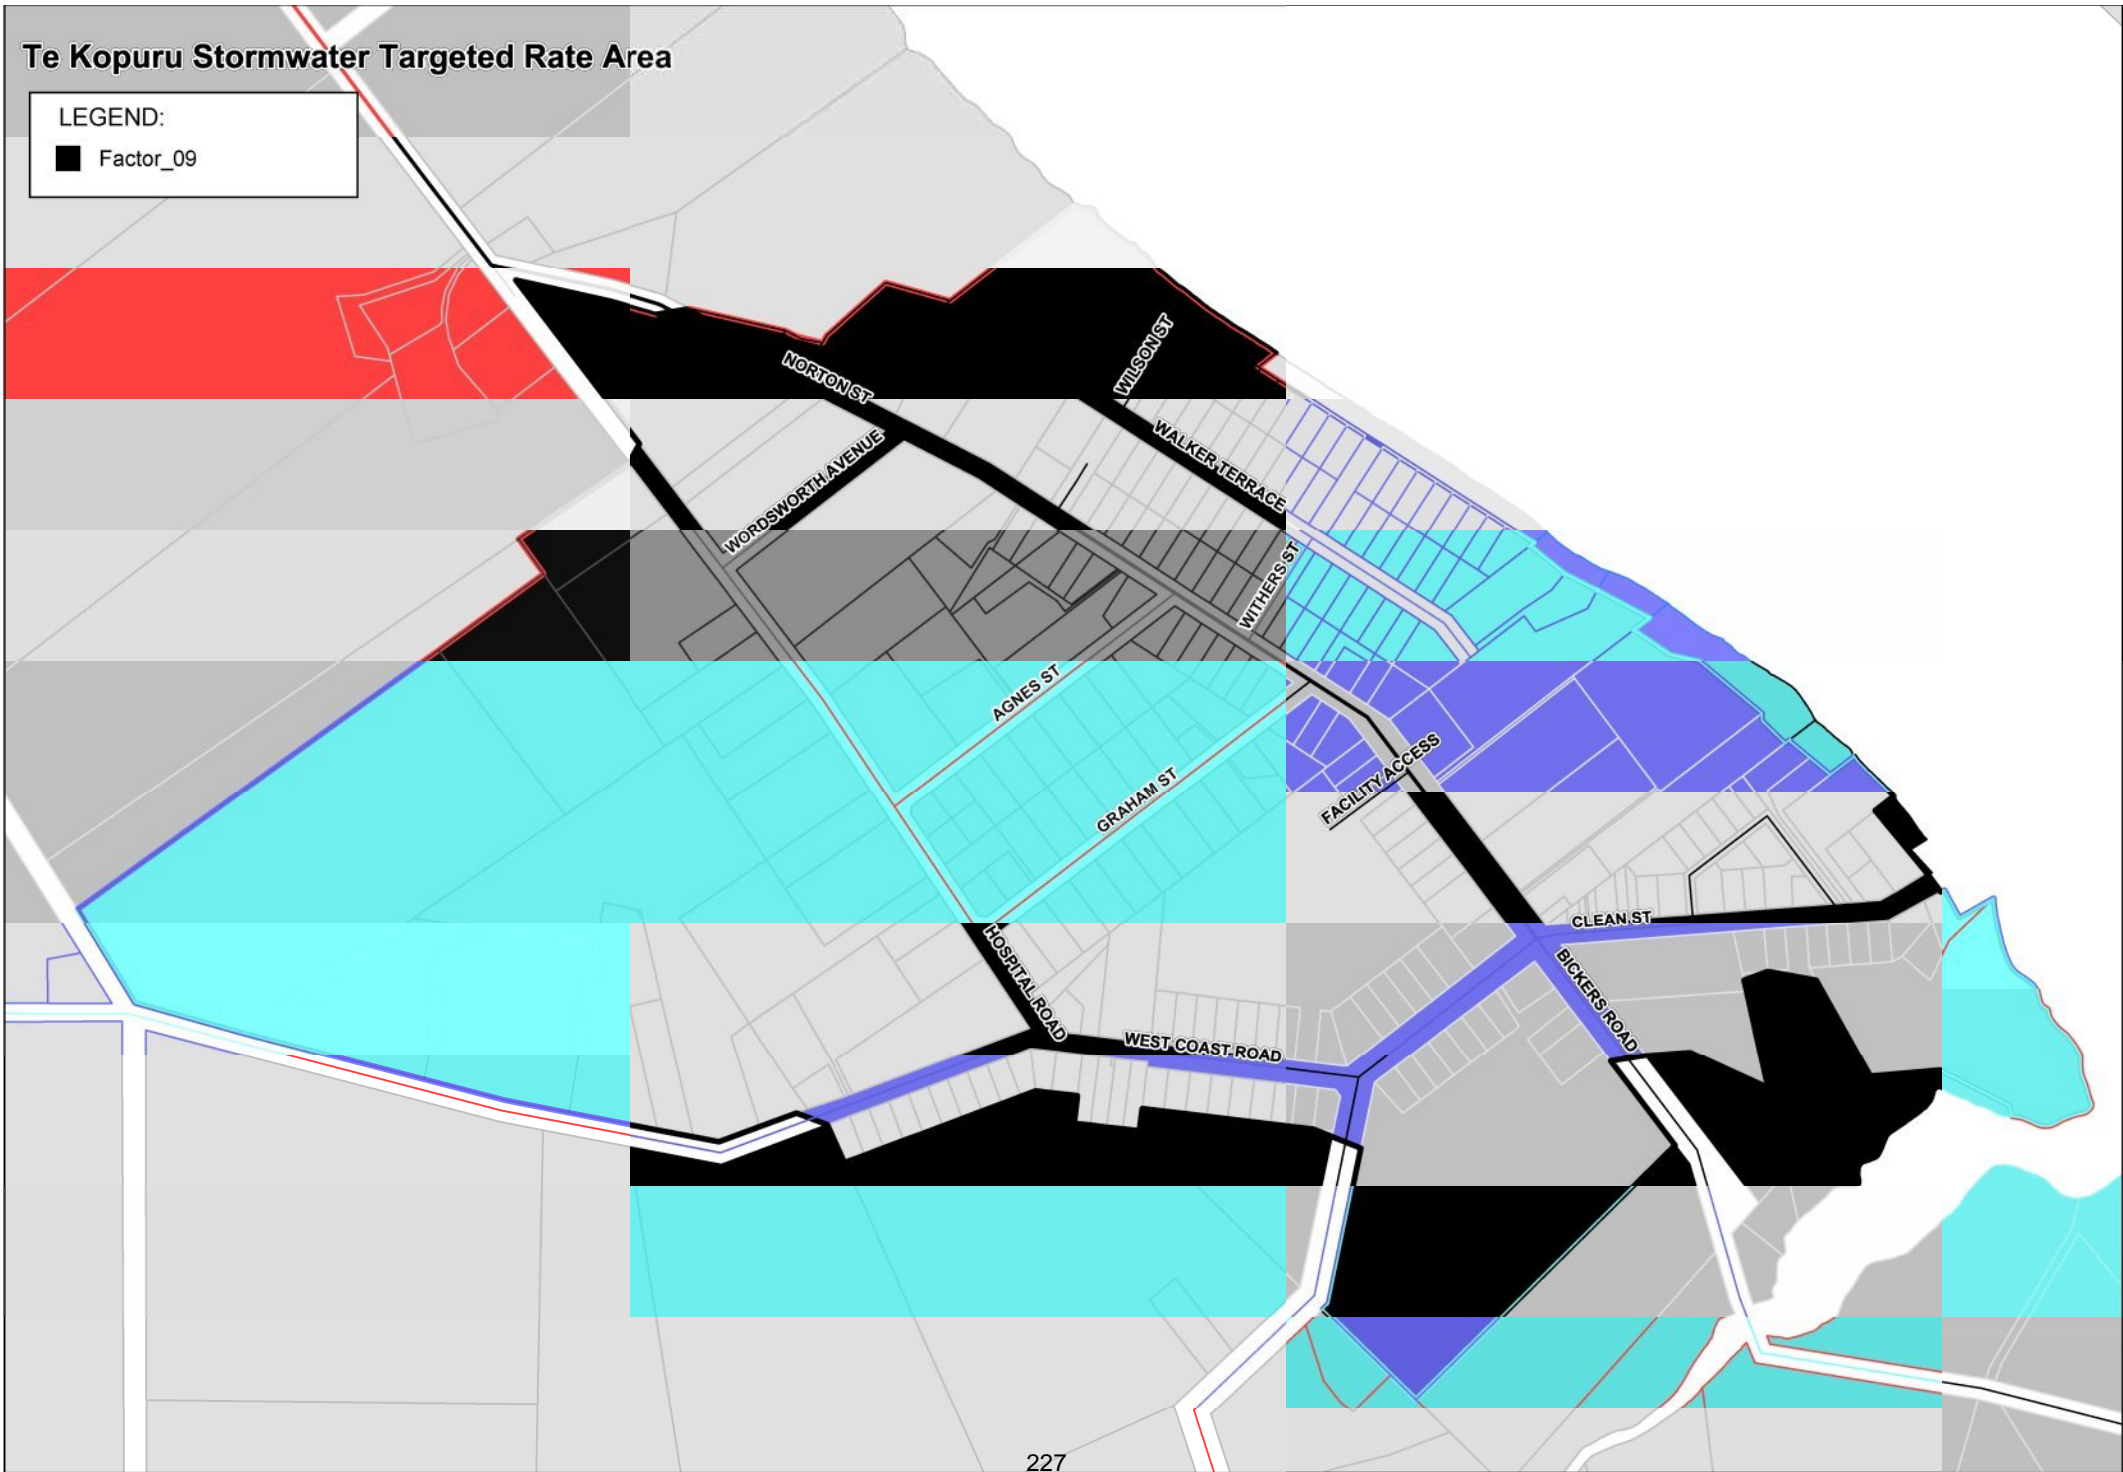 Te Kopuru Stormwater Targeted Rate Area
LEGEND:
Factor_09
WILSON ST
NORTON ST
WALKER TERRACE
WORDSWORTH AVENUE
WITHERS ST
AGNES ST
GRAHAM ST
FACILITY ACCESS
CLEAN ST
HOSPITAL ROAD
BICKERS ROAD
WEST COAST ROAD
227